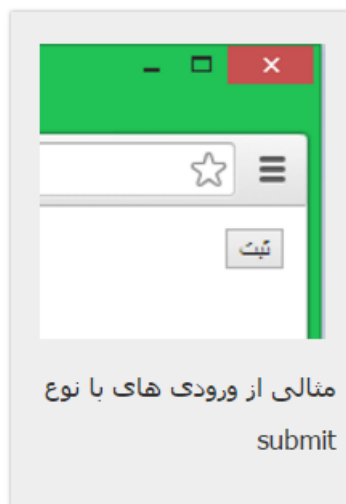 ثبت
مثالی از ورودی های با نوع
submit